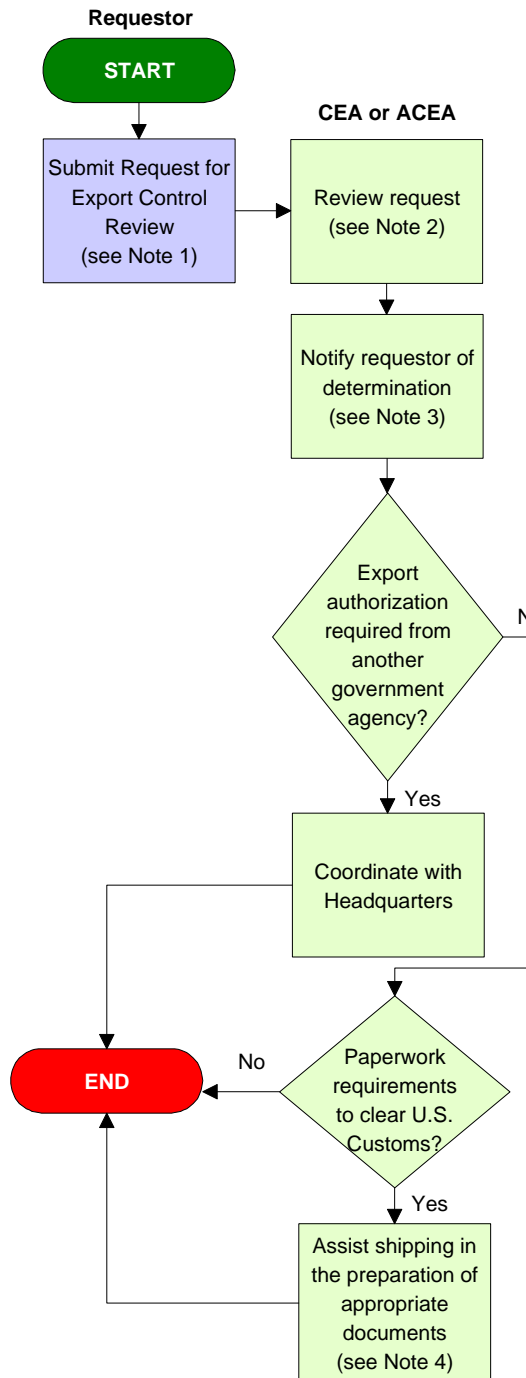 Requestor
START
CEA or ACEA
Submit Request for
Export Control
Review
(see Note 1)
Review request
(see Note 2)
Notify requestor of
determination
(see Note 3)
Export
authorization
required from
another
government
agency?
N
Yes
Coordinate with
Headquarters
END
No
Paperwork
requirements
to clear U.S.
Customs?
Yes
Assist shipping in
the preparation of
appropriate
documents
(see Note 4)